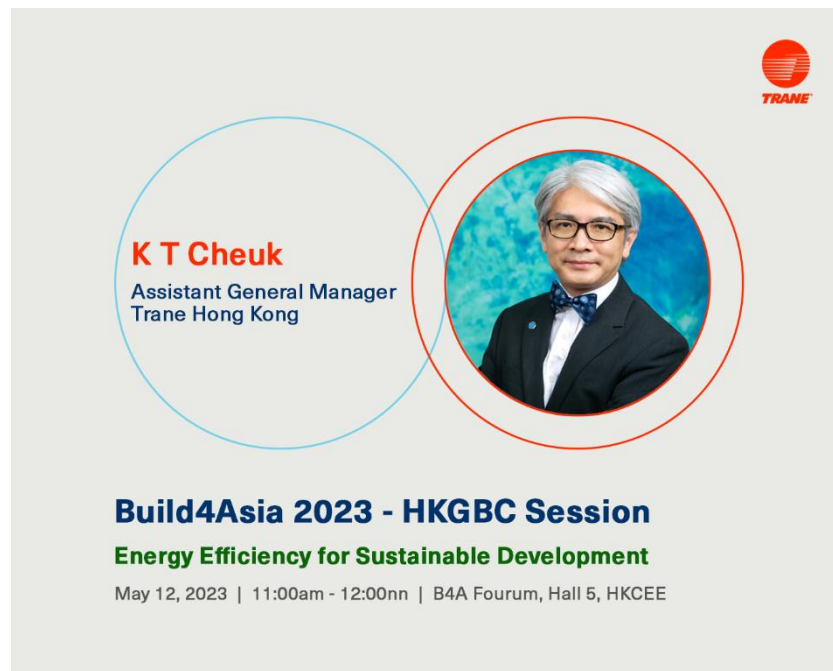 TRANE
K T Cheuk
Assistant General Manager
Trane Hong Kong
Build4Asia 2023 - HKGBC Session
Energy Efficiency for Sustainable Development
May 12, 2023 | 11:00am - 12:00nn | B4A Fourum, Hall 5, HKCEE